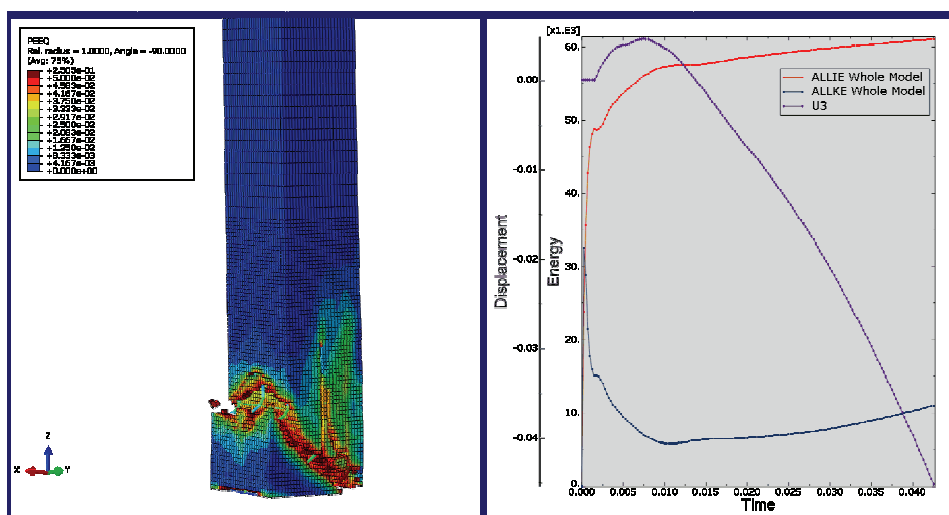 PEEQ
Rel. radius = 1.0000, Angle = -90.0000
(Avg: 75%)
+5.000e-02
+4.583e-02
+4.167e-02
+3.750e-02
+3.333e-02
+2.917e-02
+2.500e-02
+2.083e-02
+1.667e-02
+1.250e-02
+8.333e-03
+4.167e-03
+0.000e+00
Z
X
Y
[x1.E3]
60.
50.
40.
30.
20.
10.
0.
0.00
-0.01
-0.02
-0.03
-0.04
Displacement
Energy
ALLIE Whole Model
ALLKE Whole Model
U3
0.000
0.005
0.010
0.015
0.020
0.025
0.030
0.035
0.040
Time